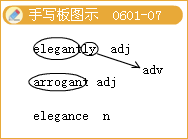 手写板图示 0601-07
elegantly adj
adv
arrogant adj
elegance n